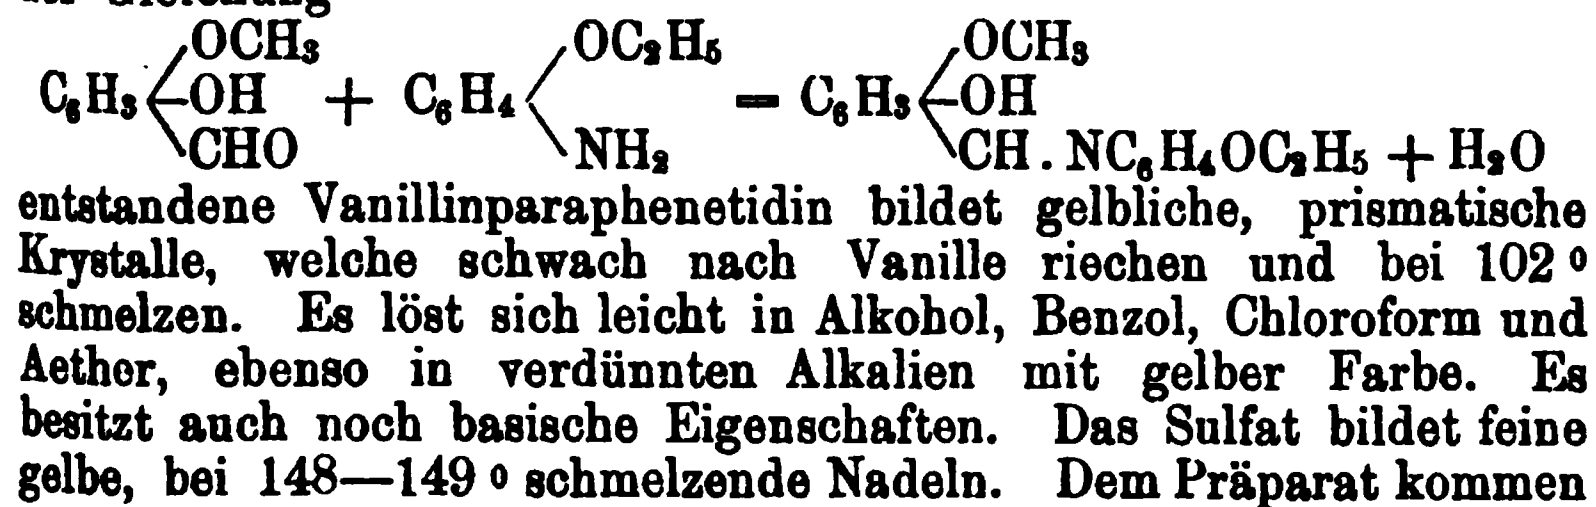 OCH₃ OC₂H₅ OCH₃
C₆H₃ OH + C₆H₄ = C₆H₃ OH
CHO NH₂ CH . NC₆H₄OC₂H₅ + H₂O
entstandene Vanillinparaphenetidin bildet gelbliche, prismatische
Krystalle, welche schwach nach Vanille riechen und bei 102°
schmelzen. Es löst sich leicht in Alkohol, Benzol, Chloroform und
Aether, ebenso in verdünnten Alkalien mit gelber Farbe. Es
besitzt auch noch basische Eigenschaften. Das Sulfat bildet feine
gelbe, bei 148—149° schmelzende Nadeln. Dem Präparat kommen